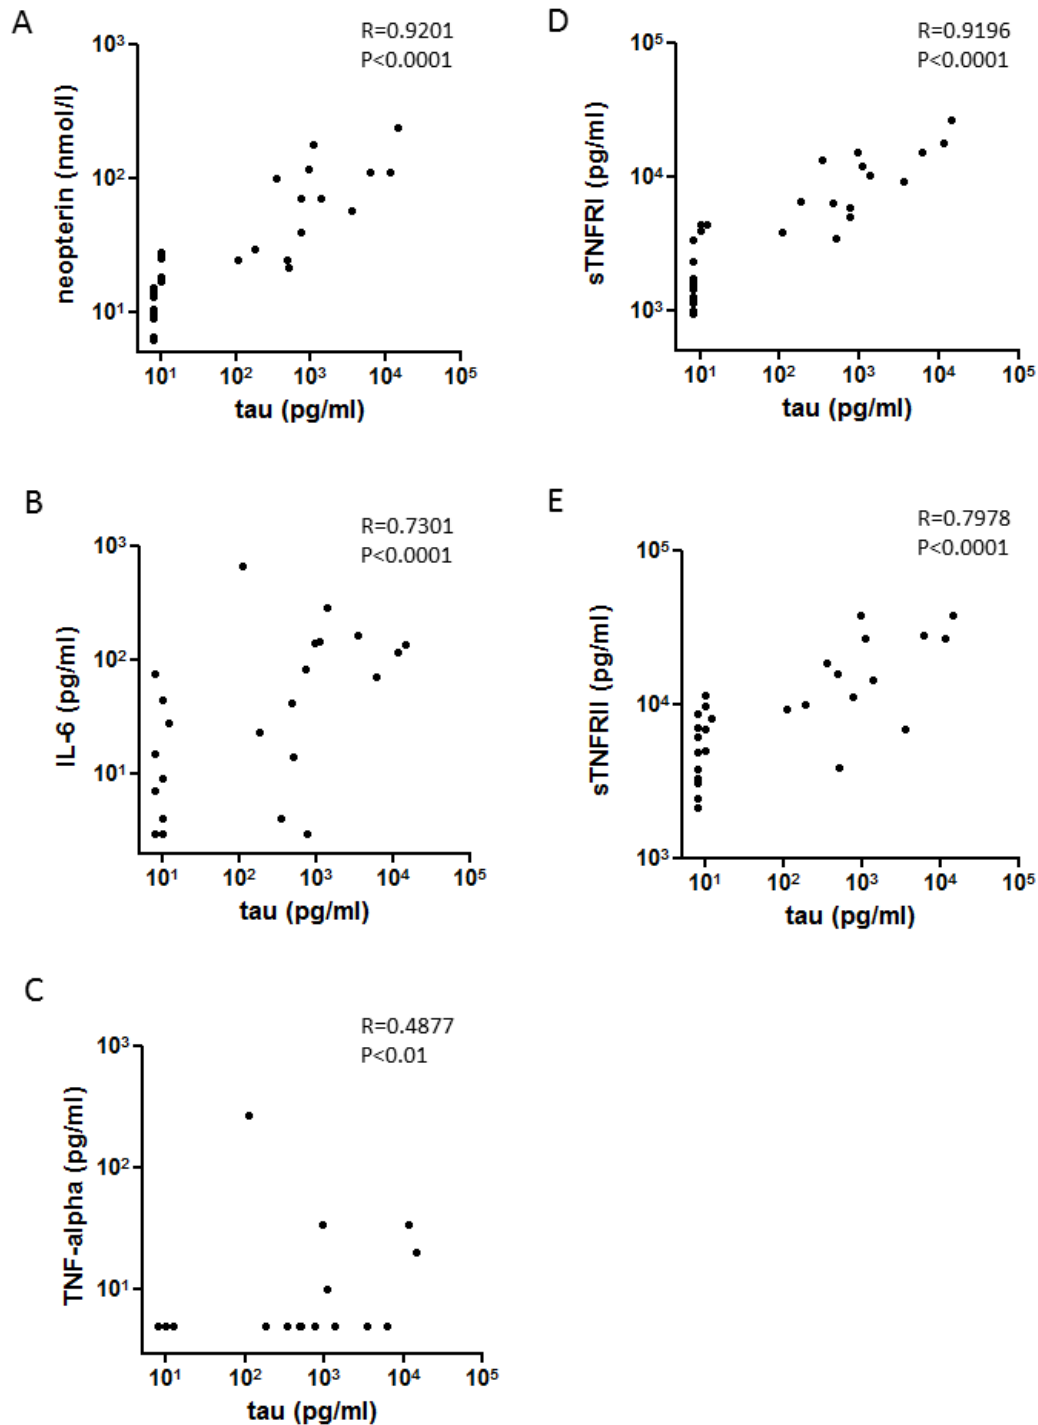 A
R=0.9201
P<0.0001
10³
10²
10¹
neopterin (nmol/l)
10¹ 10² 10³ 10⁴ 10⁵
tau (pg/ml)
D
R=0.9196
P<0.0001
10⁵
10⁴
10³
sTNFRI (pg/ml)
10¹ 10² 10³ 10⁴ 10⁵
tau (pg/ml)
B
R=0.7301
P<0.0001
10³
10²
10¹
IL-6 (pg/ml)
10¹ 10² 10³ 10⁴ 10⁵
tau (pg/ml)
E
R=0.7978
P<0.0001
10⁵
10⁴
10³
sTNFRII (pg/ml)
10¹ 10² 10³ 10⁴ 10⁵
tau (pg/ml)
C
R=0.4877
P<0.01
10³
10²
10¹
TNF-alpha (pg/ml)
10¹ 10² 10³ 10⁴ 10⁵
tau (pg/ml)